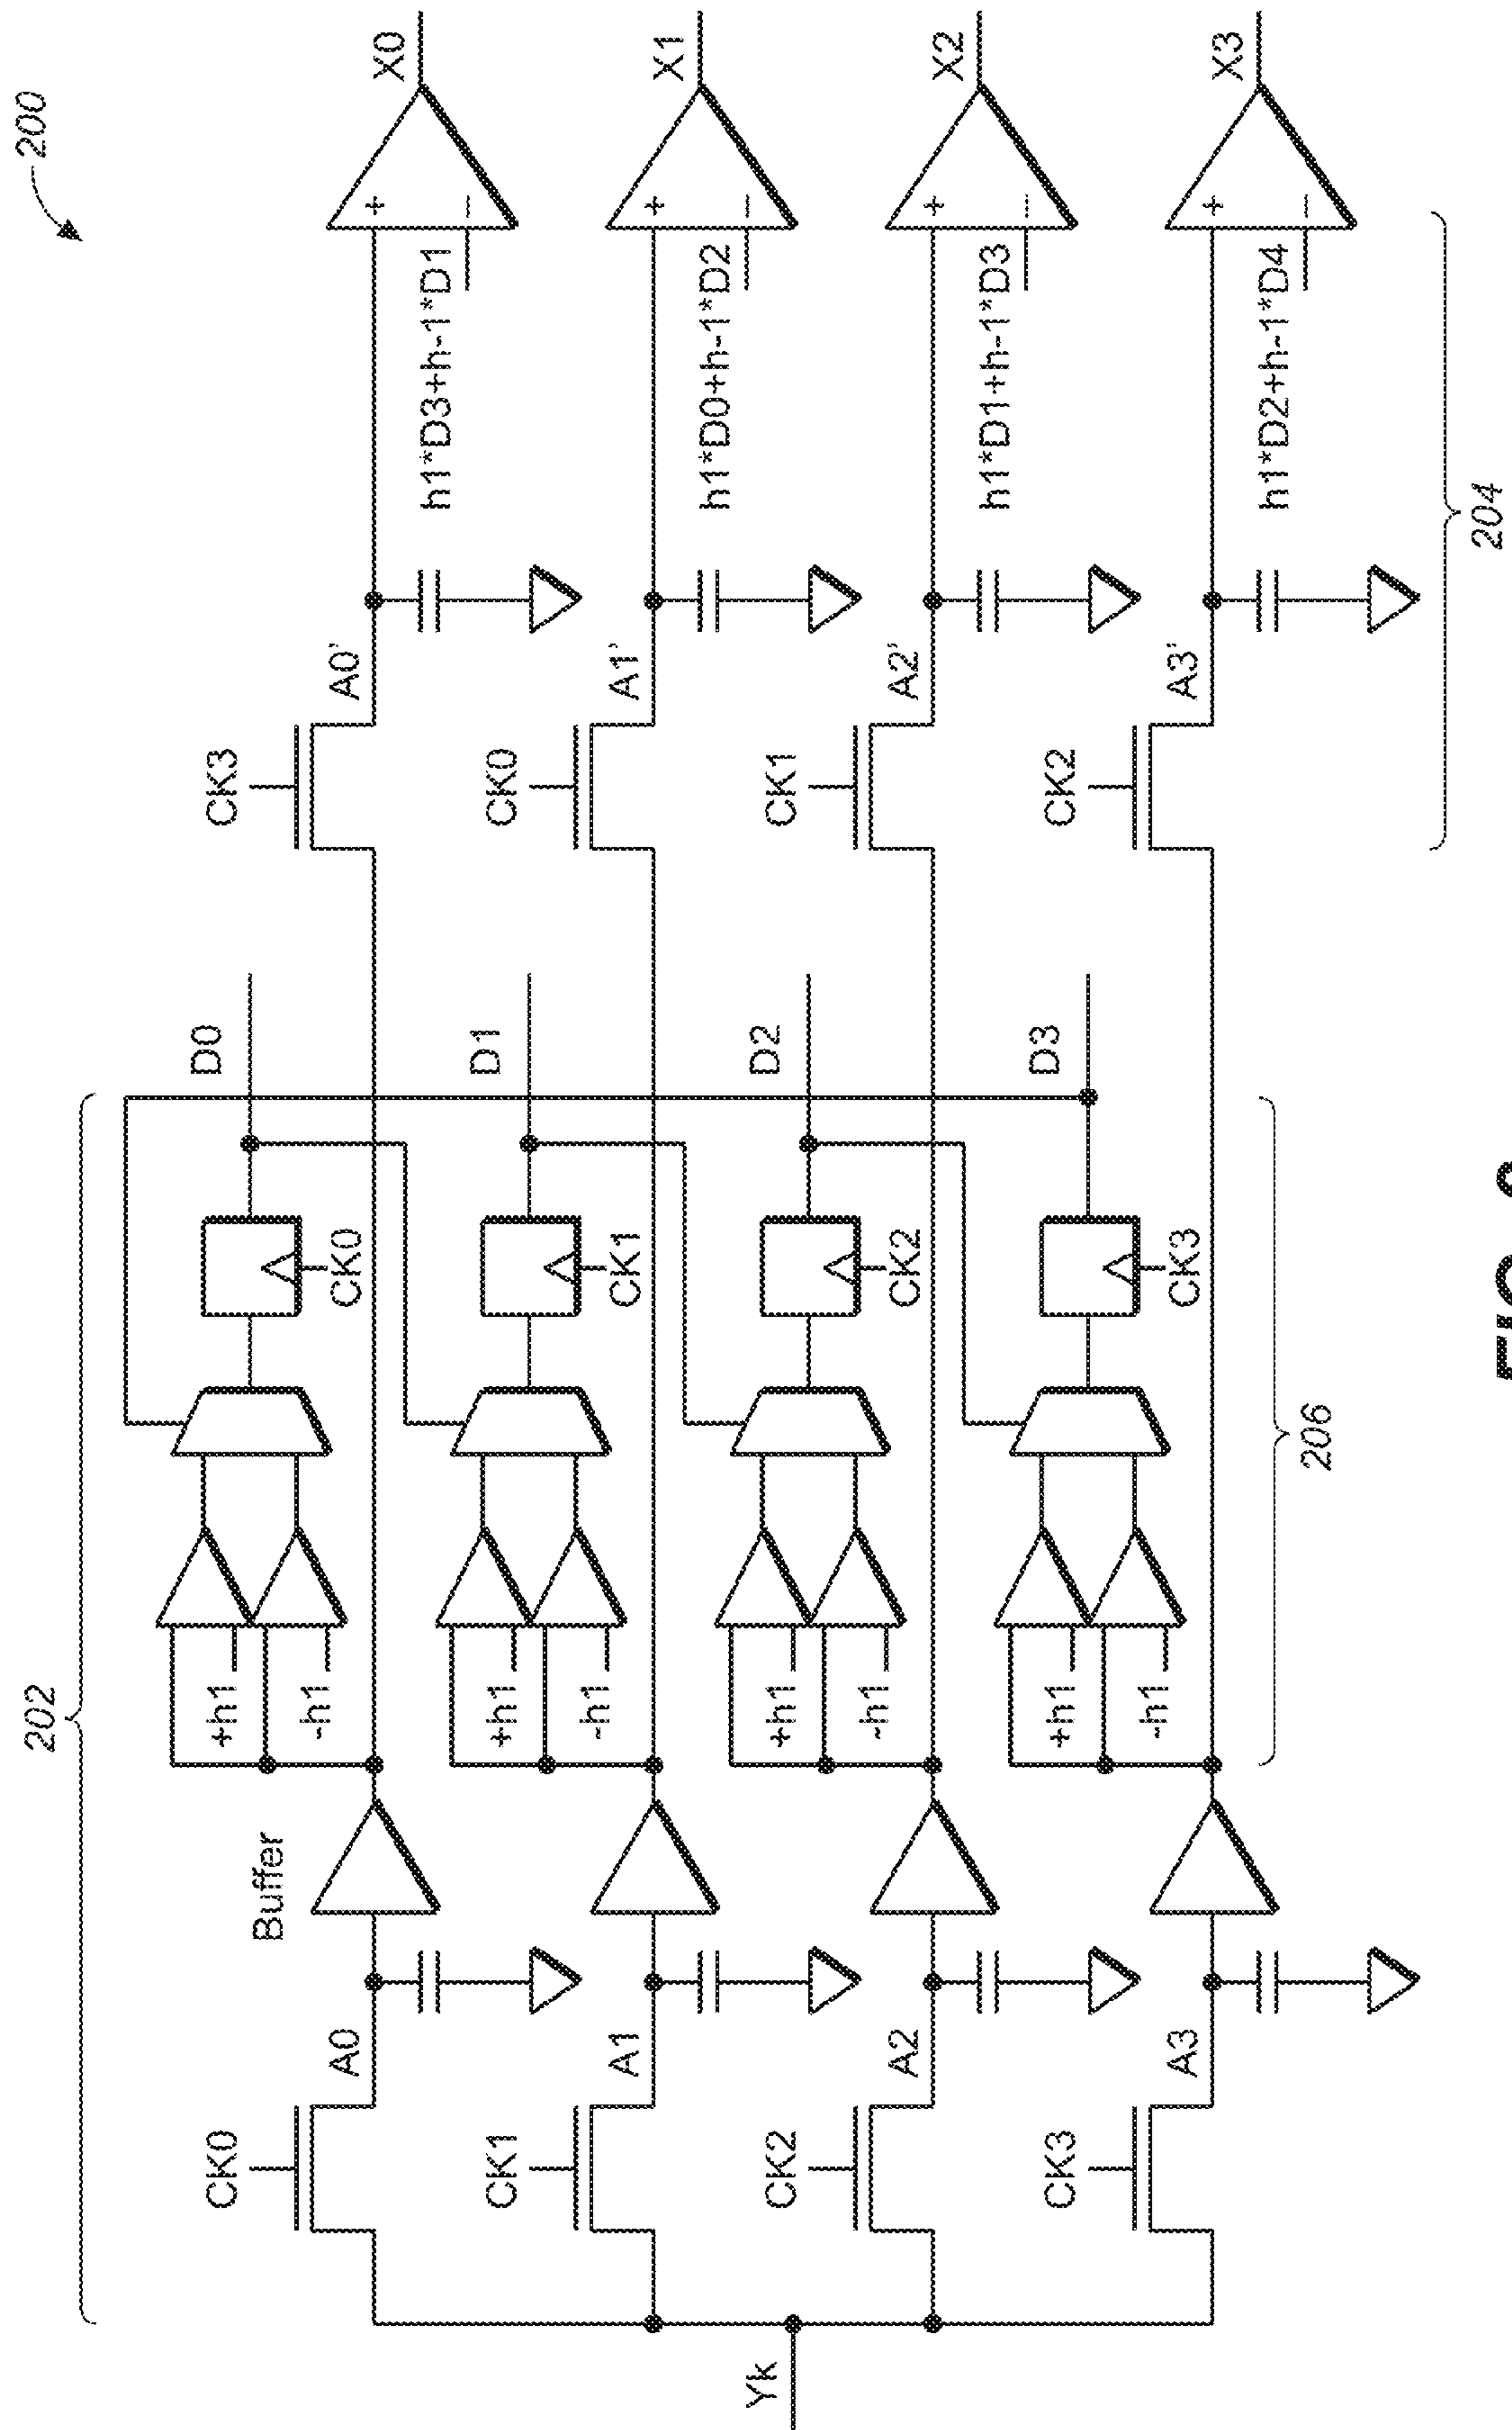 200
202
Yk
CK0
A0
Buffer
+h1
-h1
CK0
D0
CK3
A0'
h1*D3+h-1*D1
+
−
X0
CK1
A1
+h1
-h1
CK1
D1
CK0
A1'
h1*D0+h-1*D2
+
−
X1
CK2
A2
+h1
-h1
CK2
D2
CK1
A2'
h1*D1+h-1*D3
+
−
X2
CK3
A3
+h1
-h1
CK3
D3
CK2
A3'
h1*D2+h-1*D4
+
−
X3
206
204